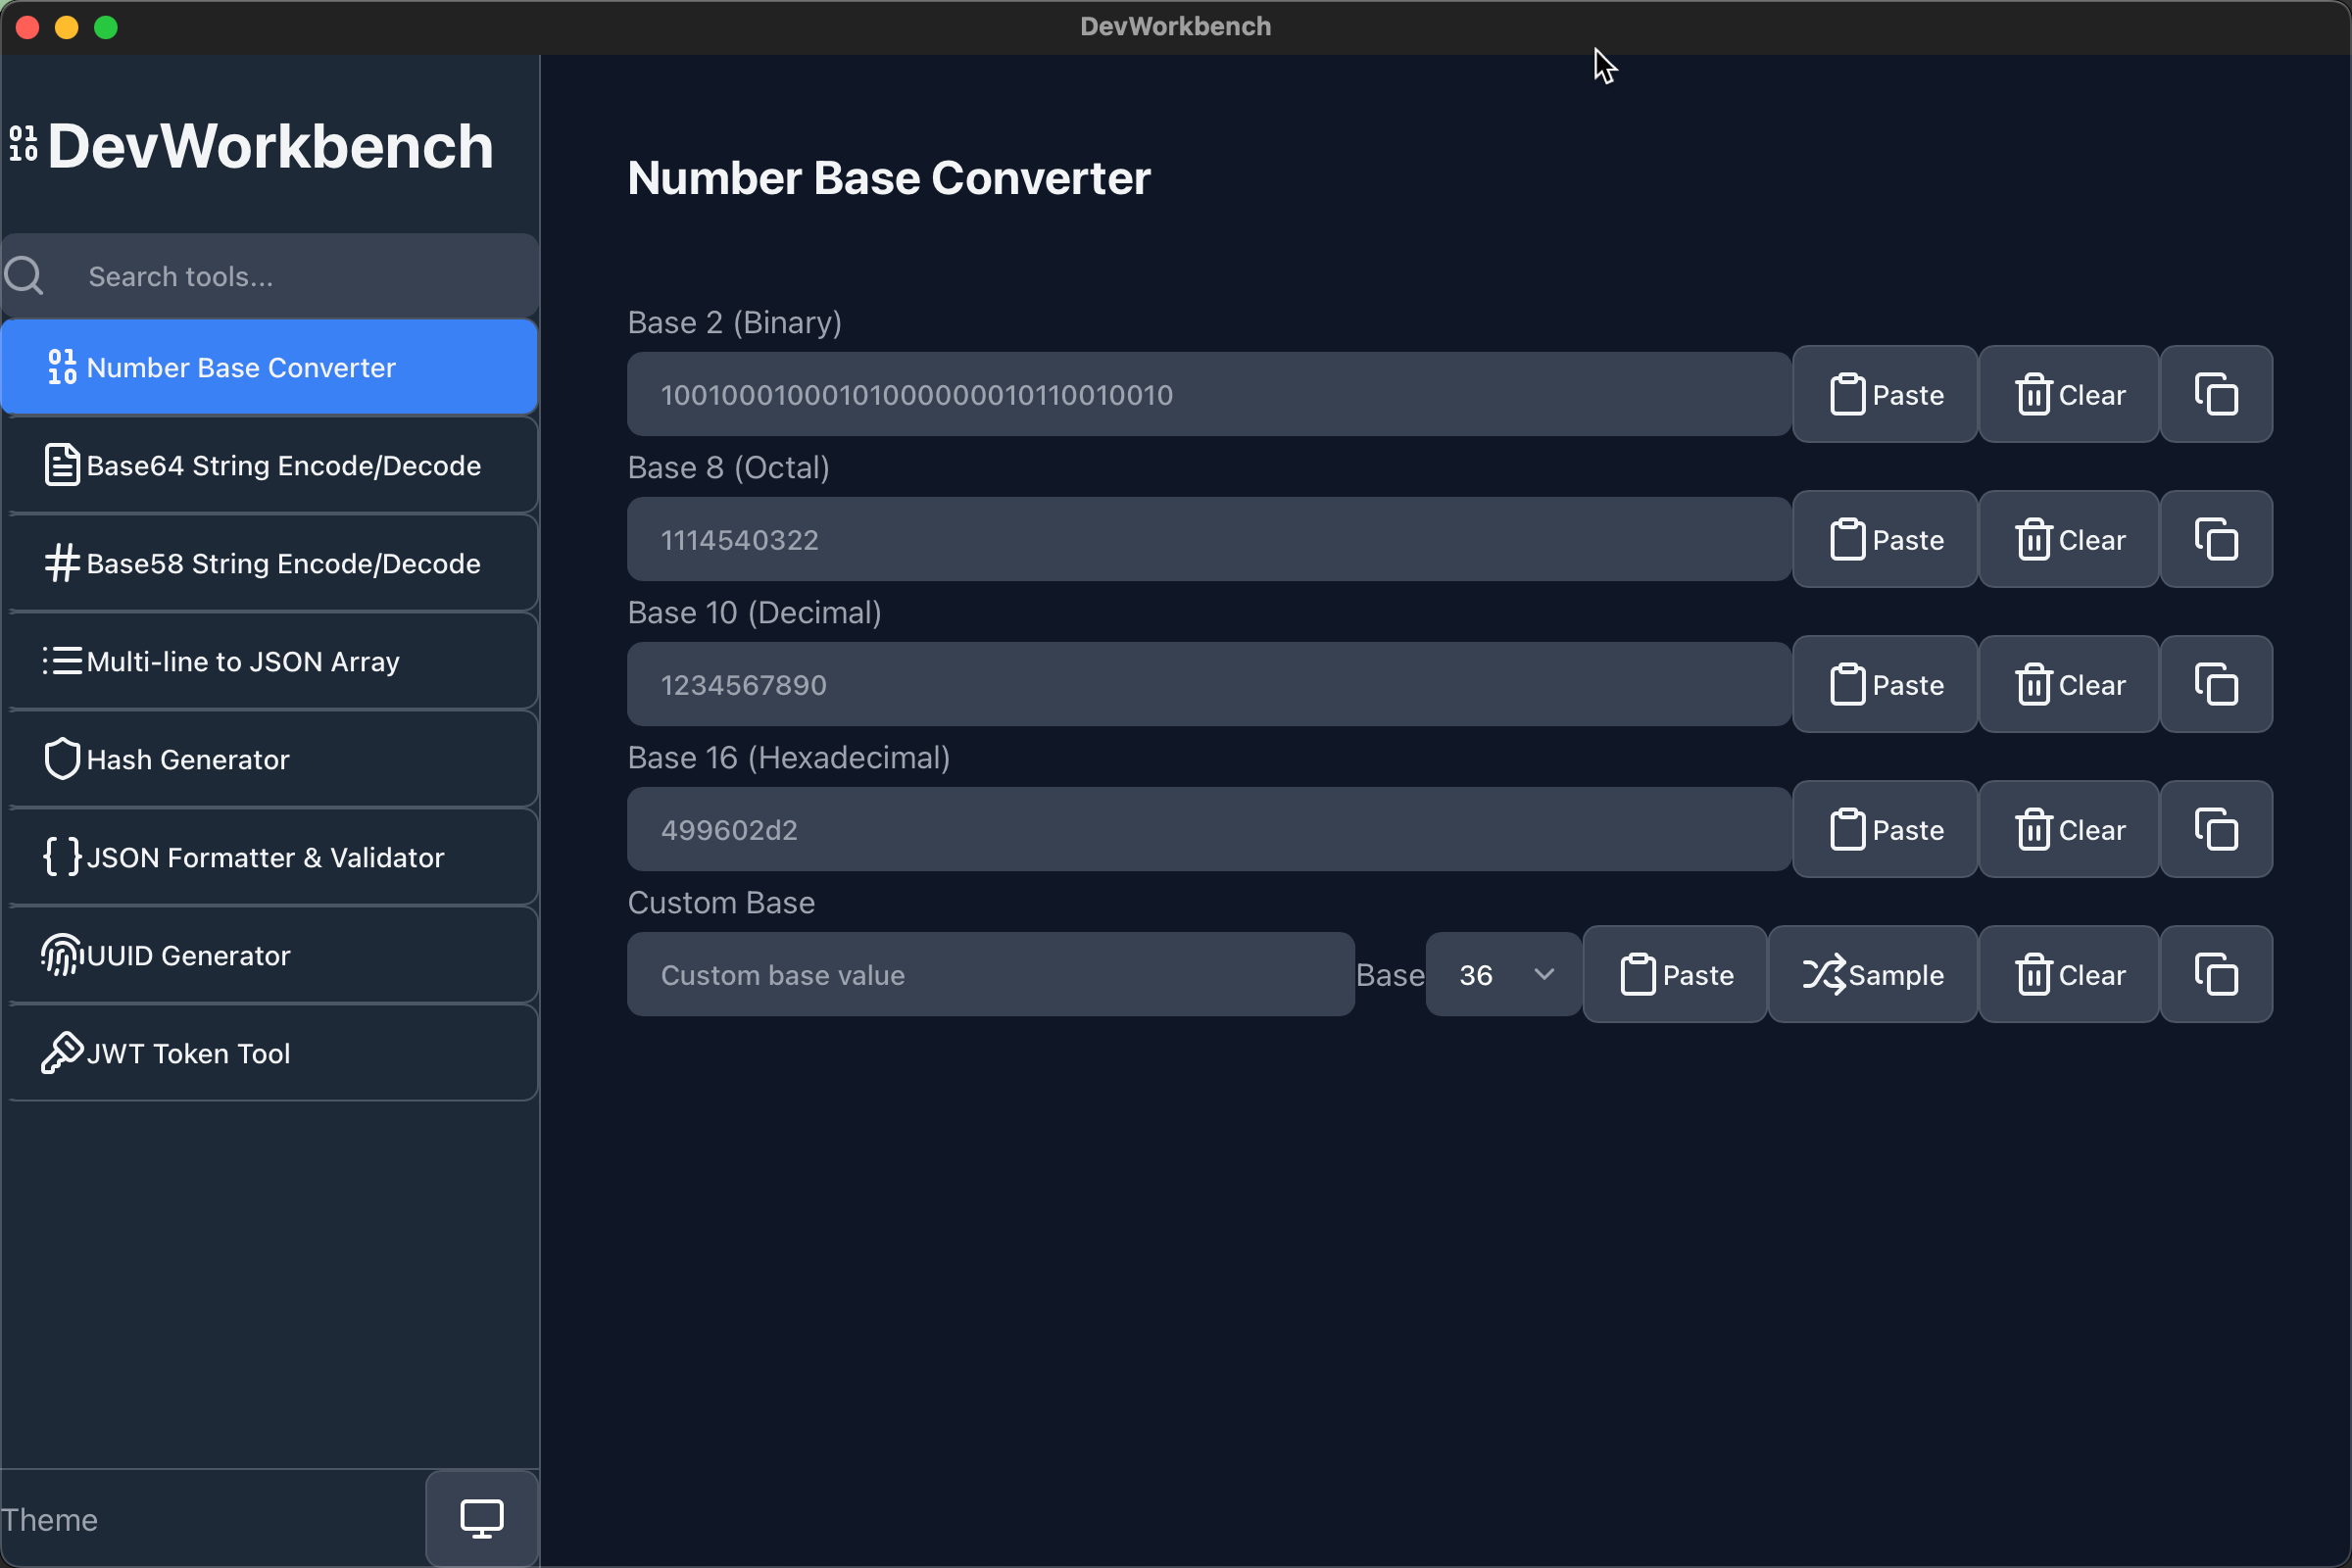 DevWorkbench
01
10 DevWorkbench
Search tools...
01
10 Number Base Converter
Base64 String Encode/Decode
Base58 String Encode/Decode
Multi-line to JSON Array
Hash Generator
JSON Formatter & Validator
UUID Generator
JWT Token Tool
Theme
Number Base Converter
Base 2 (Binary)
1001000100010100000000010110010010 Paste Clear
Base 8 (Octal)
1114540322 Paste Clear
Base 10 (Decimal)
1234567890 Paste Clear
Base 16 (Hexadecimal)
499602d2 Paste Clear
Custom Base
Custom base value Base 36 Paste Sample Clear